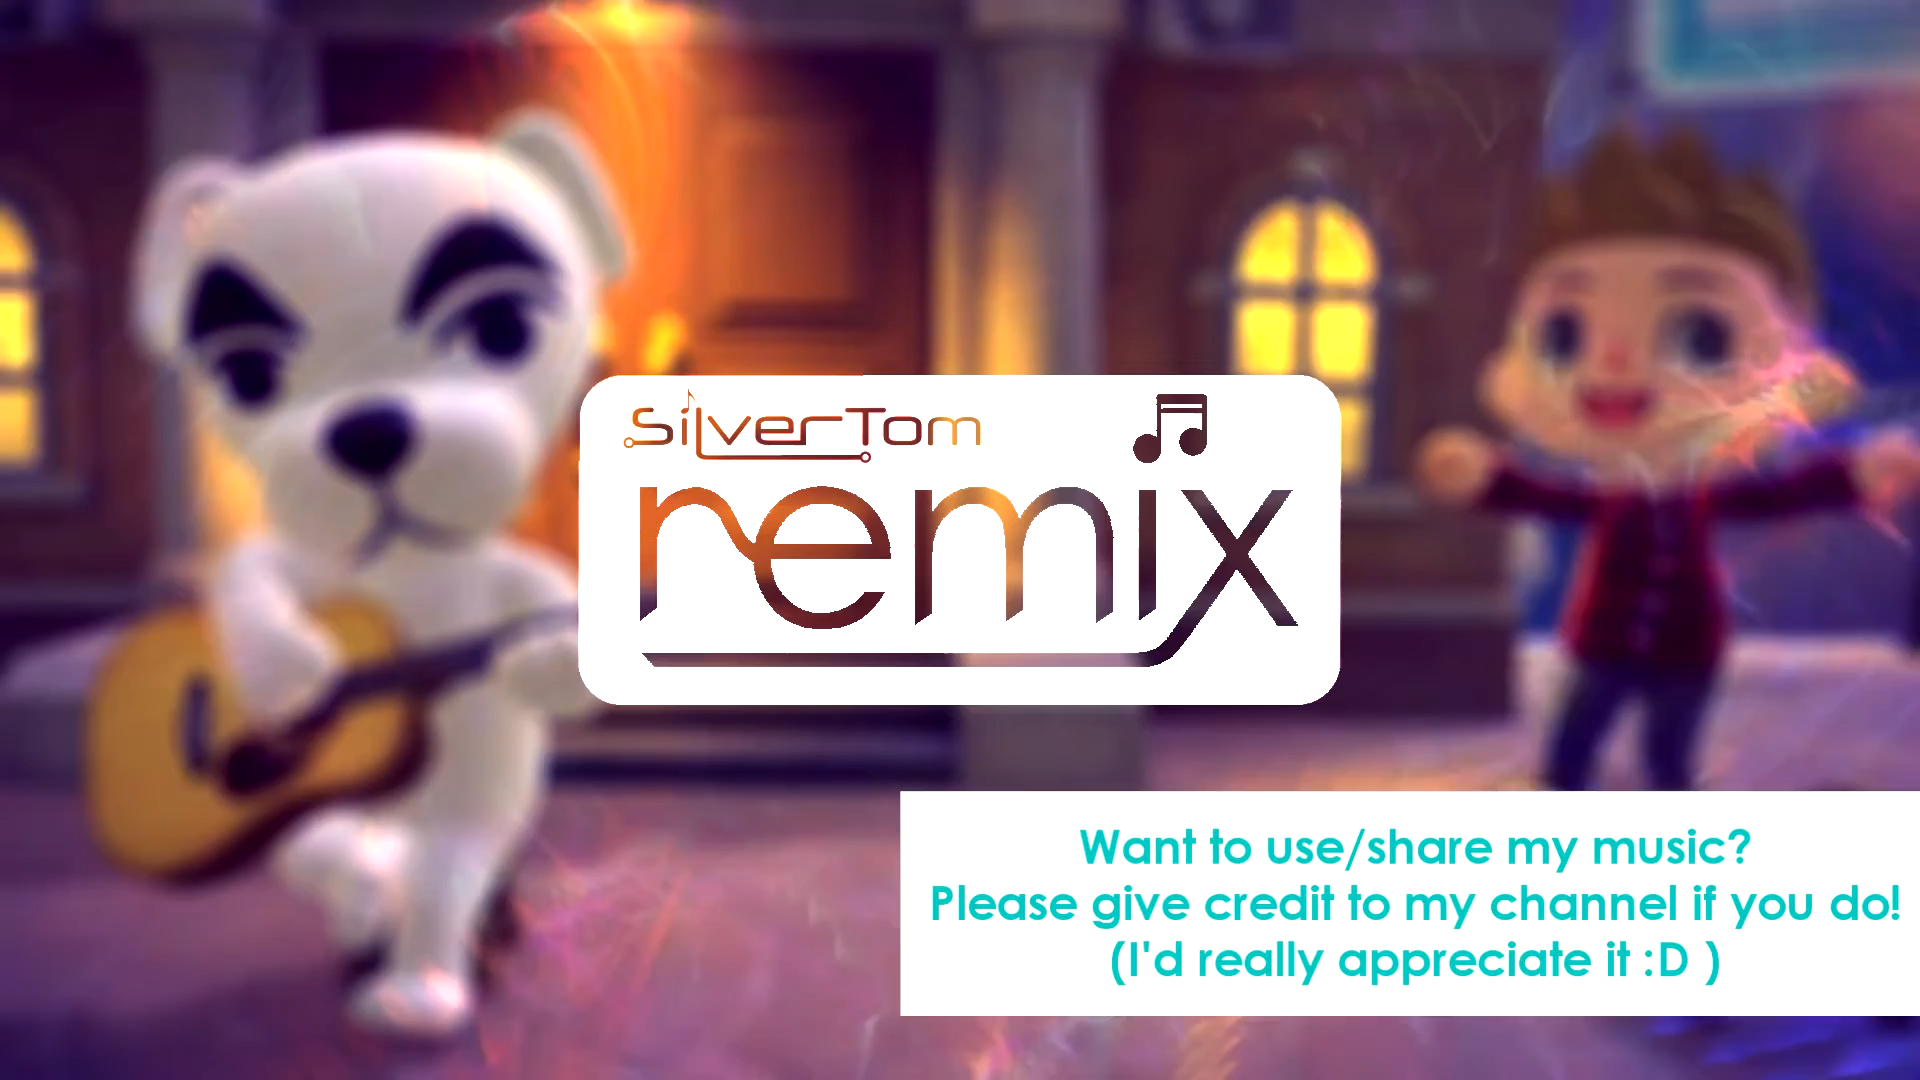 SilverTom
remix
Want to use/share my music?
Please give credit to my channel if you do!
(I'd really appreciate it :D )